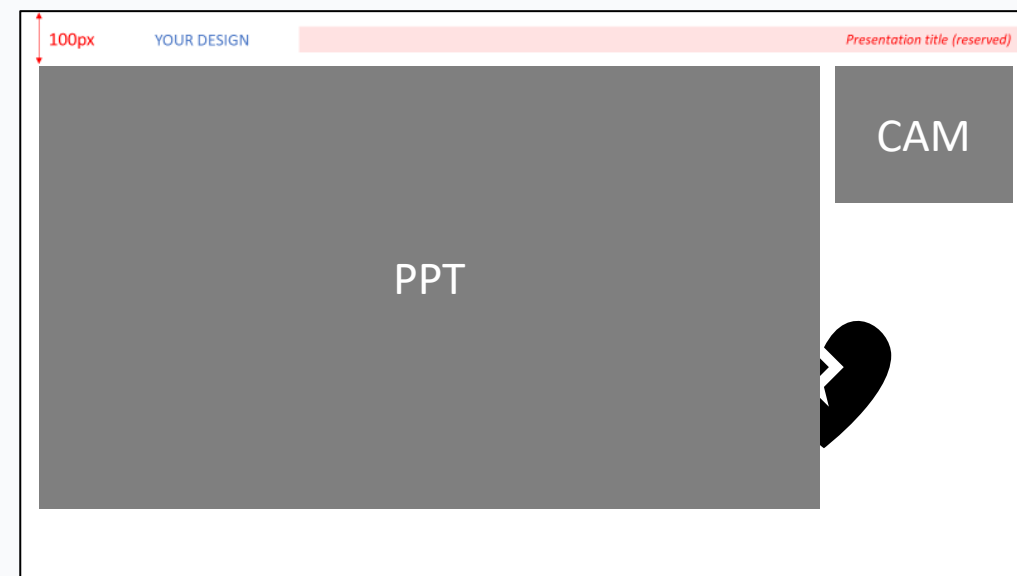 100px
YOUR DESIGN
Presentation title (reserved)
CAM
PPT